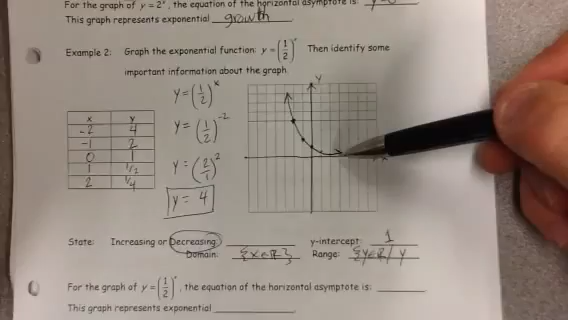 For the graph of y = 2ˣ, the equation of the horizontal asymptote is: y=0
This graph represents exponential growth
Example 2: Graph the exponential function: y = (1/2)ˣ Then identify some
important information about the graph.
x y
-2 4
-1 2
0 1
1 1/2
2 1/4
y = (1/2)ˣ
y = (1/2)⁻²
y = (2/1)²
y = 4
y
x
State: Increasing or Decreasing: y-intercept: 1
Domain: {x∈ℝ} Range: {y∈ℝ / y
For the graph of y = (1/2)ˣ, the equation of the horizontal asymptote is:
This graph represents exponential